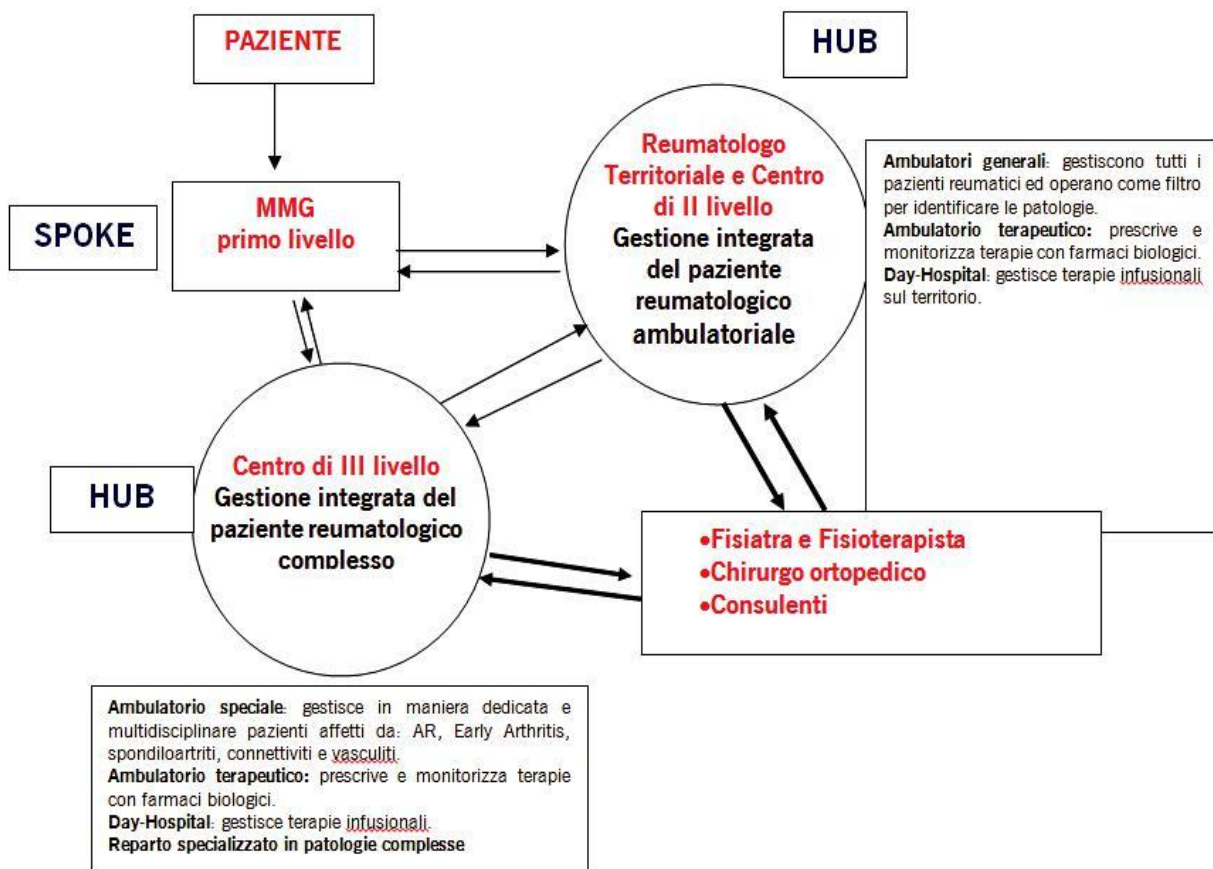 PAZIENTE
HUB
SPOKE
MMG
primo livello
Reumatologo
Territoriale e Centro
di II livello
Gestione integrata
del paziente
reumatologico
ambulatoriale
Ambulatori generali: gestiscono tutti i
pazienti reumatici ed operano come filtro
per identificare le patologie.
Ambulatorio terapeutico: prescrive e
monitorizza terapie con farmaci biologici.
Day-Hospital: gestisce terapie infusionali
sul territorio.
HUB
Centro di III livello
Gestione integrata del
paziente reumatologico
complesso
•Fisiatra e Fisioterapista
•Chirurgo ortopedico
•Consulenti
Ambulatorio speciale: gestisce in maniera dedicata e
multidisciplinare pazienti affetti da: AR, Early Arthritis,
spondiloartriti, connettiviti e vasculiti.
Ambulatorio terapeutico: prescrive e monitorizza terapie
con farmaci biologici.
Day-Hospital: gestisce terapie infusionali.
Reparto specializzato in patologie complesse